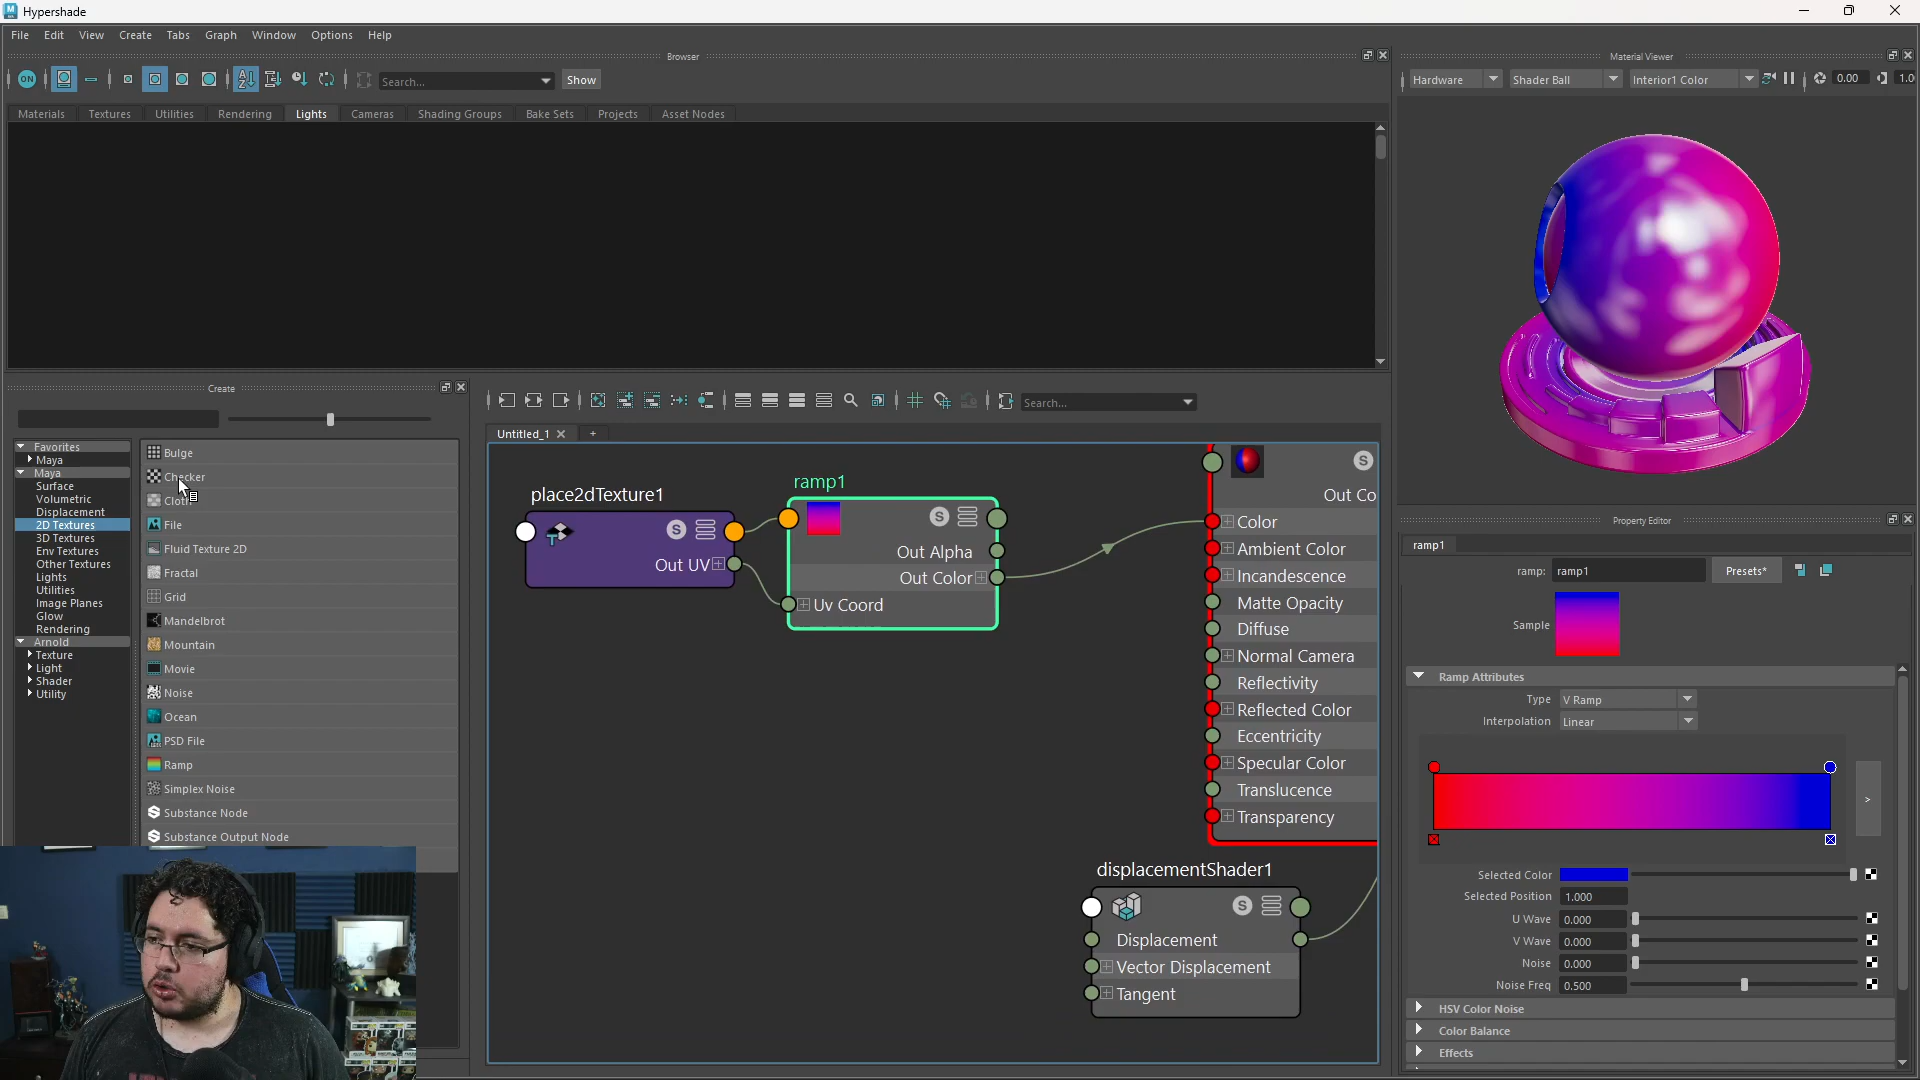 Hypershade
File Edit View Create Tabs Graph Window Options Help
Browser
ON Search... Show
Materials Textures Utilities Rendering Lights Cameras Shading Groups Bake Sets Projects Asset Nodes
Material Viewer
Hardware Shader Ball Interior1 Color 0.00 1.0
Create
Search...
Untitled_1 +
Favorites
Maya
Maya
Surface
Volumetric
Displacement
2D Textures
3D Textures
Env Textures
Other Textures
Lights
Utilities
Image Planes
Glow
Rendering
Arnold
Texture
Light
Shader
Utility
Bulge
Checker
Cloth
File
Fluid Texture 2D
Fractal
Grid
Mandelbrot
Mountain
Movie
Noise
Ocean
PSD File
Ramp
Simplex Noise
Substance Node
Substance Output Node
place2dTexture1
S
Out UV
ramp1
S
Out Alpha
Out Color
Uv Coord
S
Out Co
Color
Ambient Color
Incandescence
Matte Opacity
Diffuse
Normal Camera
Reflectivity
Reflected Color
Eccentricity
Specular Color
Translucence
Transparency
displacementShader1
S
Displacement
Vector Displacement
Tangent
Property Editor
ramp1
ramp: ramp1 Presets*
Sample
Ramp Attributes
Type V Ramp
Interpolation Linear
>
Selected Color
Selected Position 1.000
U Wave 0.000
V Wave 0.000
Noise 0.000
Noise Freq 0.500
HSV Color Noise
Color Balance
Effects